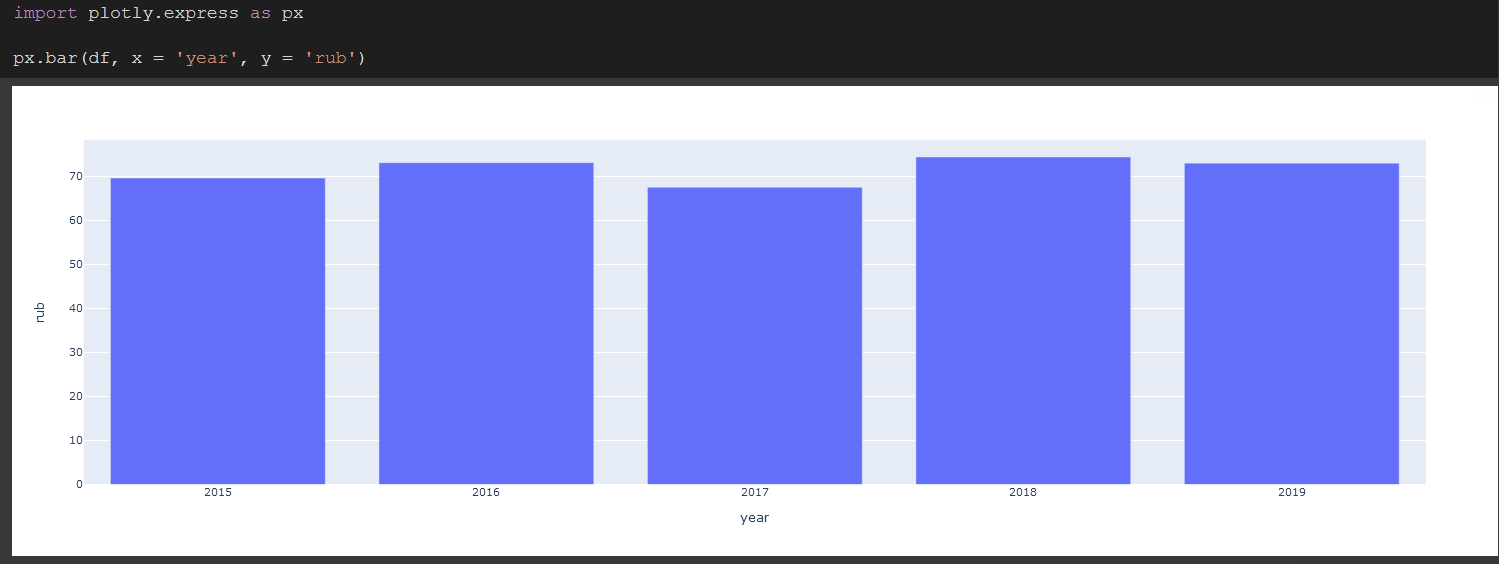 import plotly.express as px
px.bar(df, x = 'year', y = 'rub')
70
60
50
40
30
20
10
0
rub
2015 2016 2017 2018 2019
year